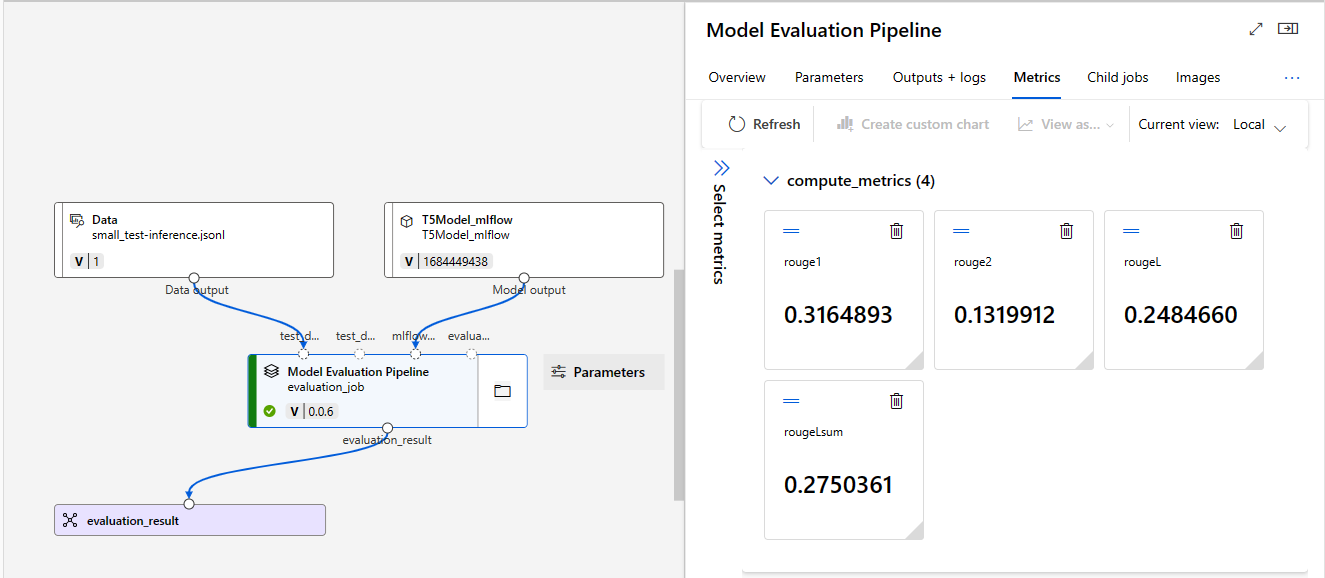 Data
small_test-inference.jsonl
V 1
Data output
T5Model_mlflow
T5Model_mlflow
V 1684449438
Model output
test_d...
test_d...
mlflow...
evalua...
Model Evaluation Pipeline
evaluation_job
V 0.0.6
Parameters
evaluation_result
evaluation_result
Model Evaluation Pipeline
Overview Parameters Outputs + logs Metrics Child jobs Images ...
Refresh Create custom chart View as... Current view: Local
Select metrics
compute_metrics (4)
rouge1
0.3164893
rouge2
0.1319912
rougeL
0.2484660
rougeLsum
0.2750361